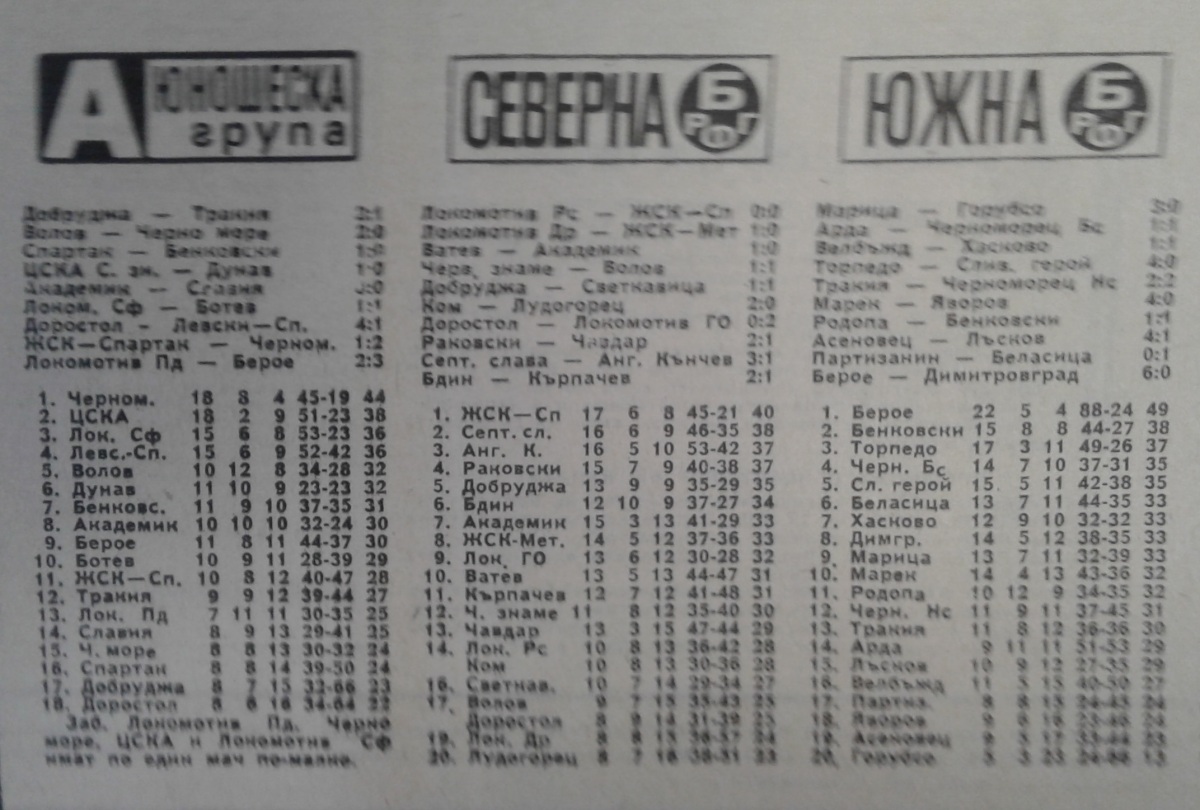 А ЮНОШЕСКА
група
Добруджа — Тракия 2:1
Волов — Черно море 2:0
Спартак — Бенковски
ЦСКА С. зн. — Дунав
Академик — Славия
Локом. Сф — Ботев 1:1
Доростол – Левски—Сп. 4:1
ЖСК—Спартак — Черном. 1:2
Локомотив Пд — Берое 2:3
1. Черном. 18 8 4 45-19 44
2. ЦСКА 18 2 9 51-23 38
3. Лок. Сф 15 6 8 53-23 36
4. Левс.-Сп. 15 6 9 52-42 36
5. Волов 10 12 8 34-28 32
6. Дунав 11 10 9 23-23 32
7. Бенковс. 11 9 10 37-35 31
8. Академик 10 10 10 32-24 30
9. Берое 11 8 11 44-37 30
10. Ботев 10 9 11 28-39 29
11. ЖСК—Сп. 10 8 12 40-47 28
12. Тракия 9 9 12 39-44 27
13. Лок. Пд 7 11 11 30-35 25
14. Славия 8 9 13 29-41 25
15. Ч. море 8 8 13 30-32 24
16. Спартак 8 8 14 39-50 24
17. Добруджа 8 7 15 32-66 23
18. Доростол 8 6 16 34-64 22
Заб. Локомотив Пд. Черно
море, ЦСКА и Локомотив Сф
имат по един мач по-малко.
СЕВЕРНА Б РФГ
Локомотив Рс — ЖСК—Сп 0:0
Локомотив Др — ЖСК—Мет 1:0
Ватев — Академик 1:0
Черв. знаме — Волов 1:1
Добруджа — Светкавица 1:1
Ком — Лудогорец 2:0
Доростол — Локомотив ГО 0:2
Раковски — Чавдар 2:1
Септ. слава — Анг. Кънчев 3:1
Бдин — Кърпачев 2:1
1. ЖСК—Сп 17 6 8 45-21 40
2. Септ. сл. 16 6 9 46-35 38
3. Анг. К. 16 5 10 53-42 37
4. Раковски 15 7 9 40-38 37
5. Добруджа 13 9 9 35-29 35
6. Бдин 12 10 9 37-27 34
7. Академик 15 3 13 41-29 33
8. ЖСК-Мет. 14 5 12 37-36 33
9. Лок. ГО 13 6 12 30-28 32
10. Ватев 13 5 13 44-47 31
11. Кърпачев 12 7 12 41-48 31
12. Ч. знаме 11 8 12 35-40 30
13. Чавдар 13 3 15 47-44 29
14. Лок. Рс 10 8 13 36-42 28
Ком 10 8 13 30-36 28
16. Светкав. 10 7 14 29-34 27
17. Волов 9 7 15 35-43 25
Доростол 8 9 14 31-39 25
19. Лок. Др 8 8 15 36-57 24
20. Лудогорец 8 7 16 23
ЮЖНА Б РФГ
Марица — Горубсо 3:0
Арда — Черноморец Бс 1:1
Велбъжд — Хасково 1:1
Торпедо — Слив. герой 4:0
Тракия — Черноморец Нс 2:2
Марек — Яворов 4:0
Родопа — Бенковски 1:1
Асеновец — Лъсков 4:1
Партизанин — Беласица 0:1
Берое — Димитровград 6:0
1. Берое 22 5 4 88-24 49
2. Бенковски 15 8 8 44-27 38
3. Торпедо 17 3 11 49-26 37
4. Черн. Бс 14 7 10 37-31 35
5. Сл. герой 15 5 11 42-38 35
6. Беласица 13 7 11 44-35 33
7. Хасково 12 9 10 32-32 33
8. Димгр. 14 5 12 38-35 33
9. Марица 13 7 11 32-39 33
10. Марек 14 4 13 43-36 32
11. Родопа 10 12 9 34-35 32
12. Черн. Нс 11 9 11 37-45 31
13. Тракия 11 8 12 36-36 30
14. Арда 9 11 11 51-53 29
15. Лъсков 10 9 12 27-35 29
16. Велбъжд 11 5 15 40-50 27
17. Партиз. 8 8 15 24-43 24
18. Яворов 9 6 16 23-46 24
19. Асеновец 9 5 17 23
20. Горубсо 5 3 23 13